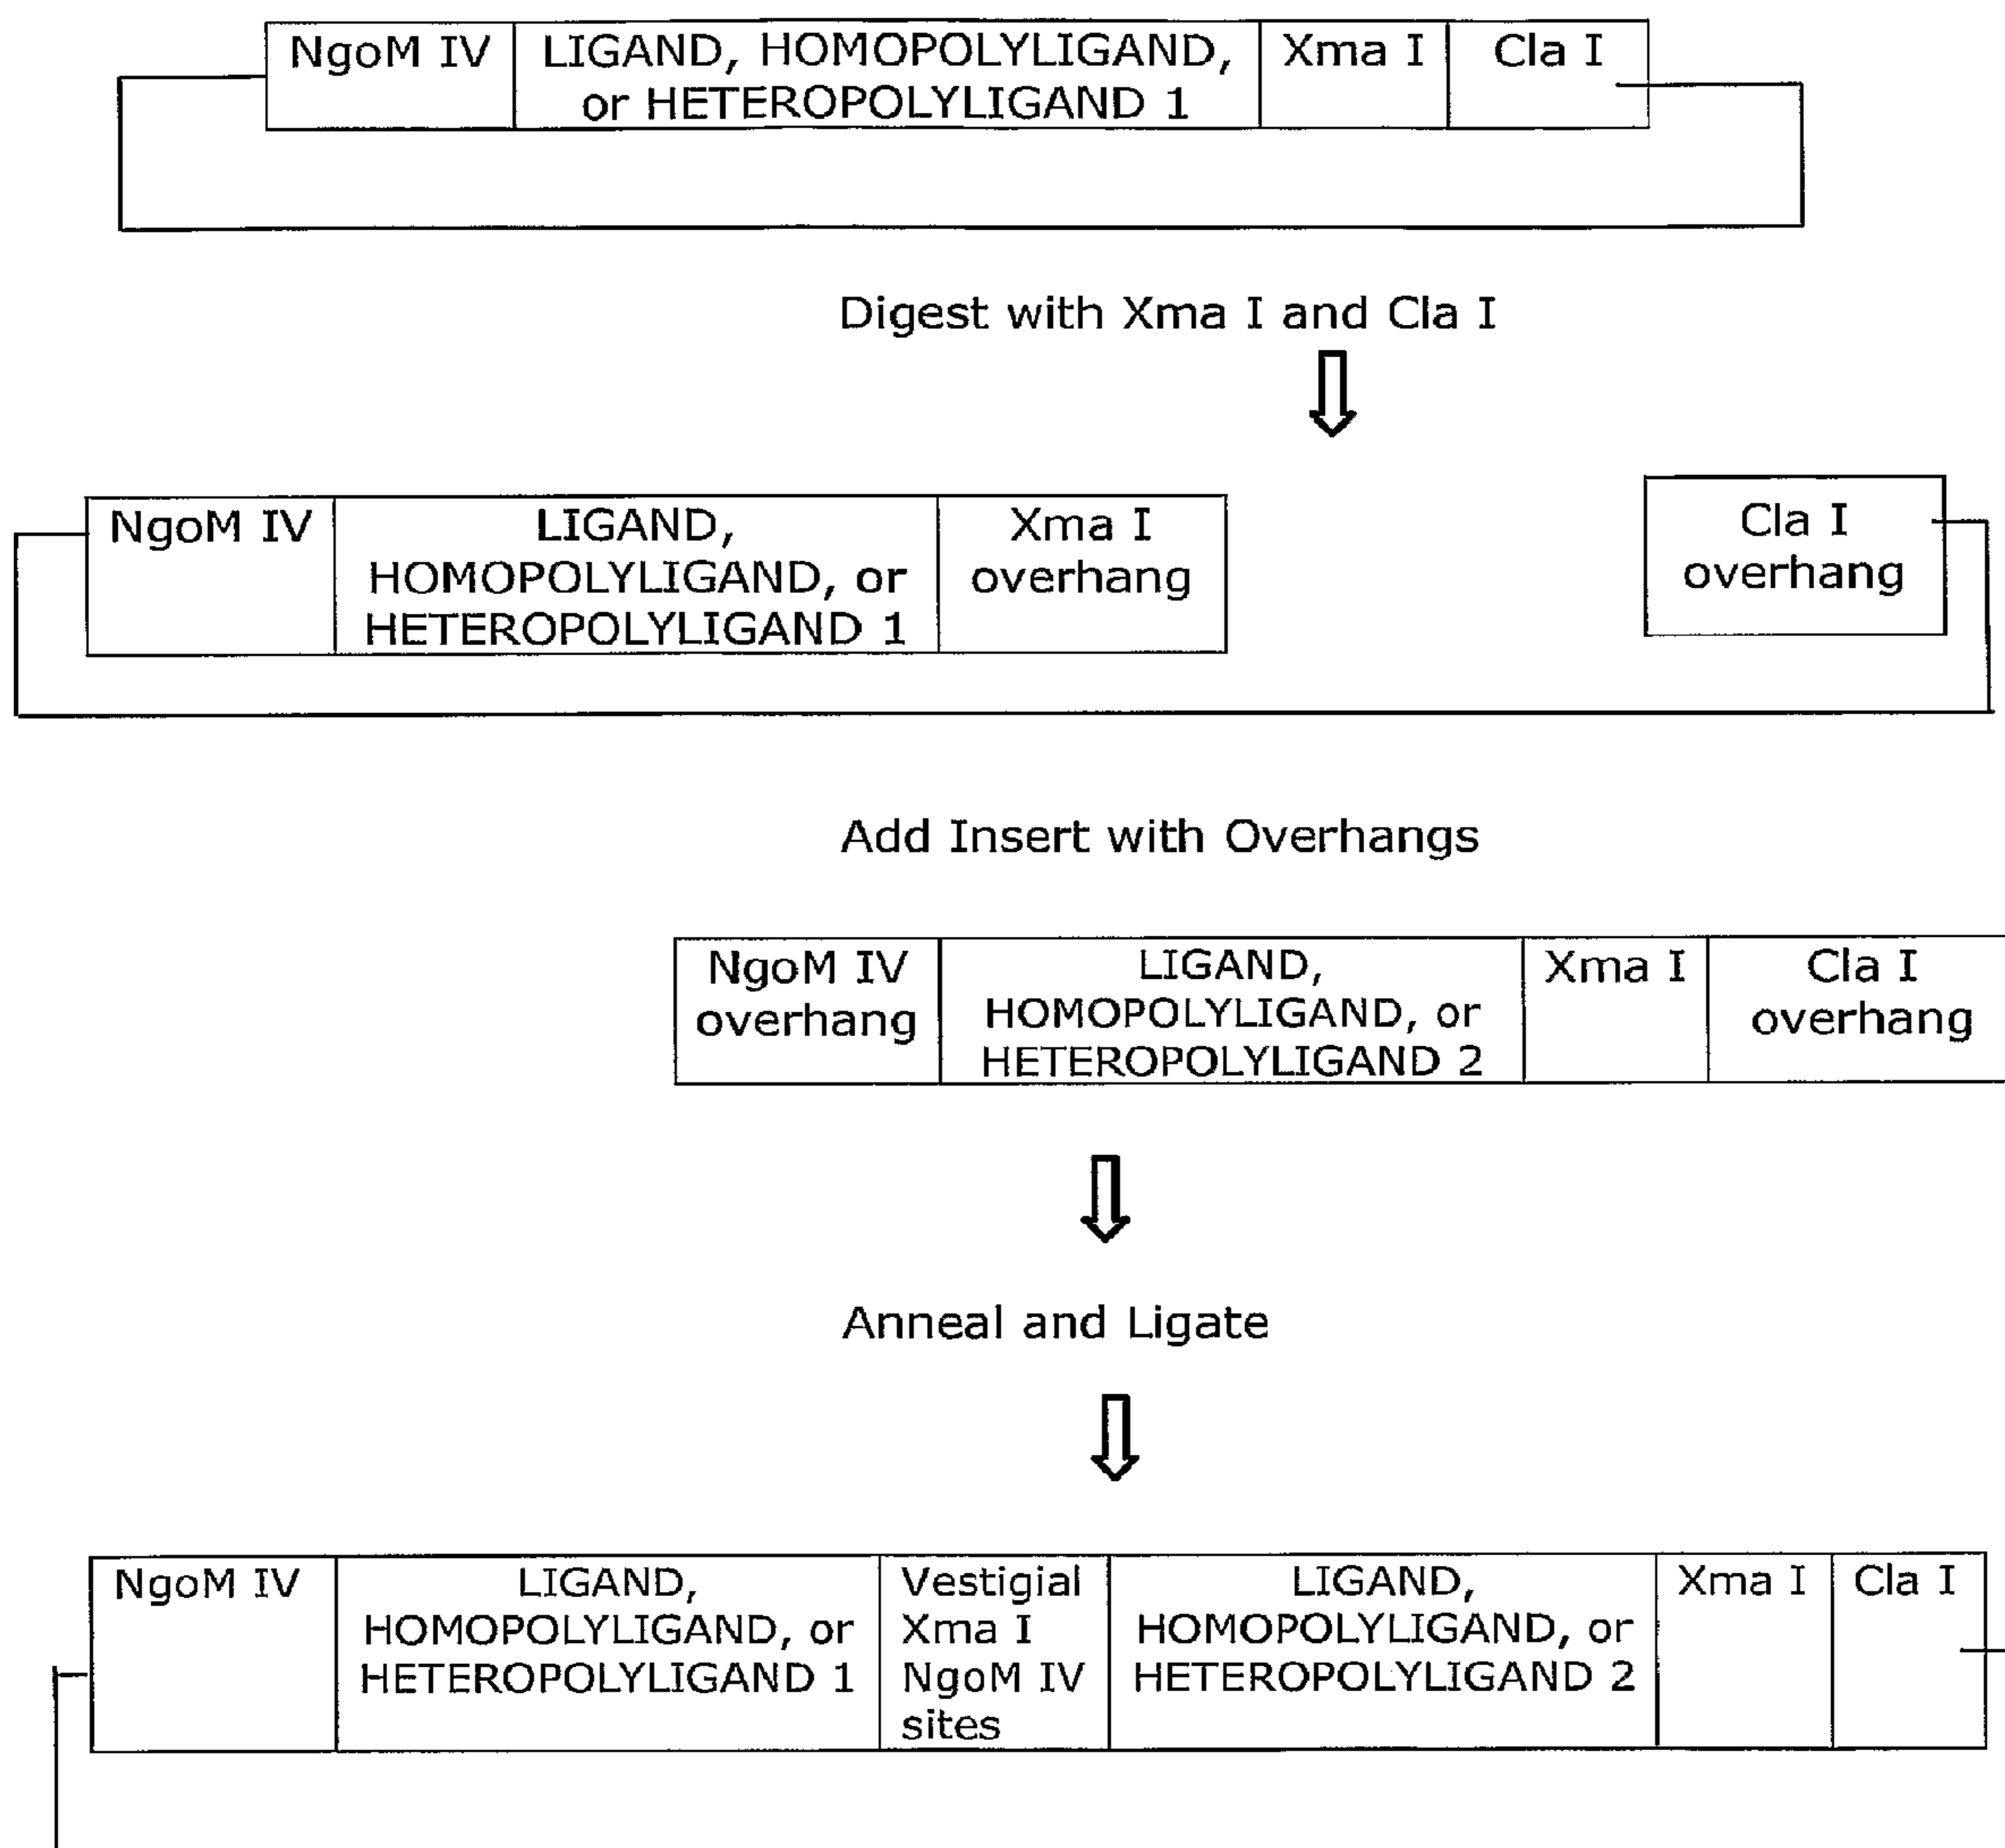 NgoM IV
LIGAND, HOMOPOLYLIGAND,
or HETEROPOLYLIGAND 1
Xma I
Cla I
Digest with Xma I and Cla I
NgoM IV
LIGAND,
HOMOPOLYLIGAND, or
HETEROPOLYLIGAND 1
Xma I
overhang
Cla I
overhang
Add Insert with Overhangs
NgoM IV
overhang
LIGAND,
HOMOPOLYLIGAND, or
HETEROPOLYLIGAND 2
Xma I
Cla I
overhang
Anneal and Ligate
NgoM IV
LIGAND,
HOMOPOLYLIGAND, or
HETEROPOLYLIGAND 1
Vestigial
Xma I
NgoM IV
sites
LIGAND,
HOMOPOLYLIGAND, or
HETEROPOLYLIGAND 2
Xma I
Cla I